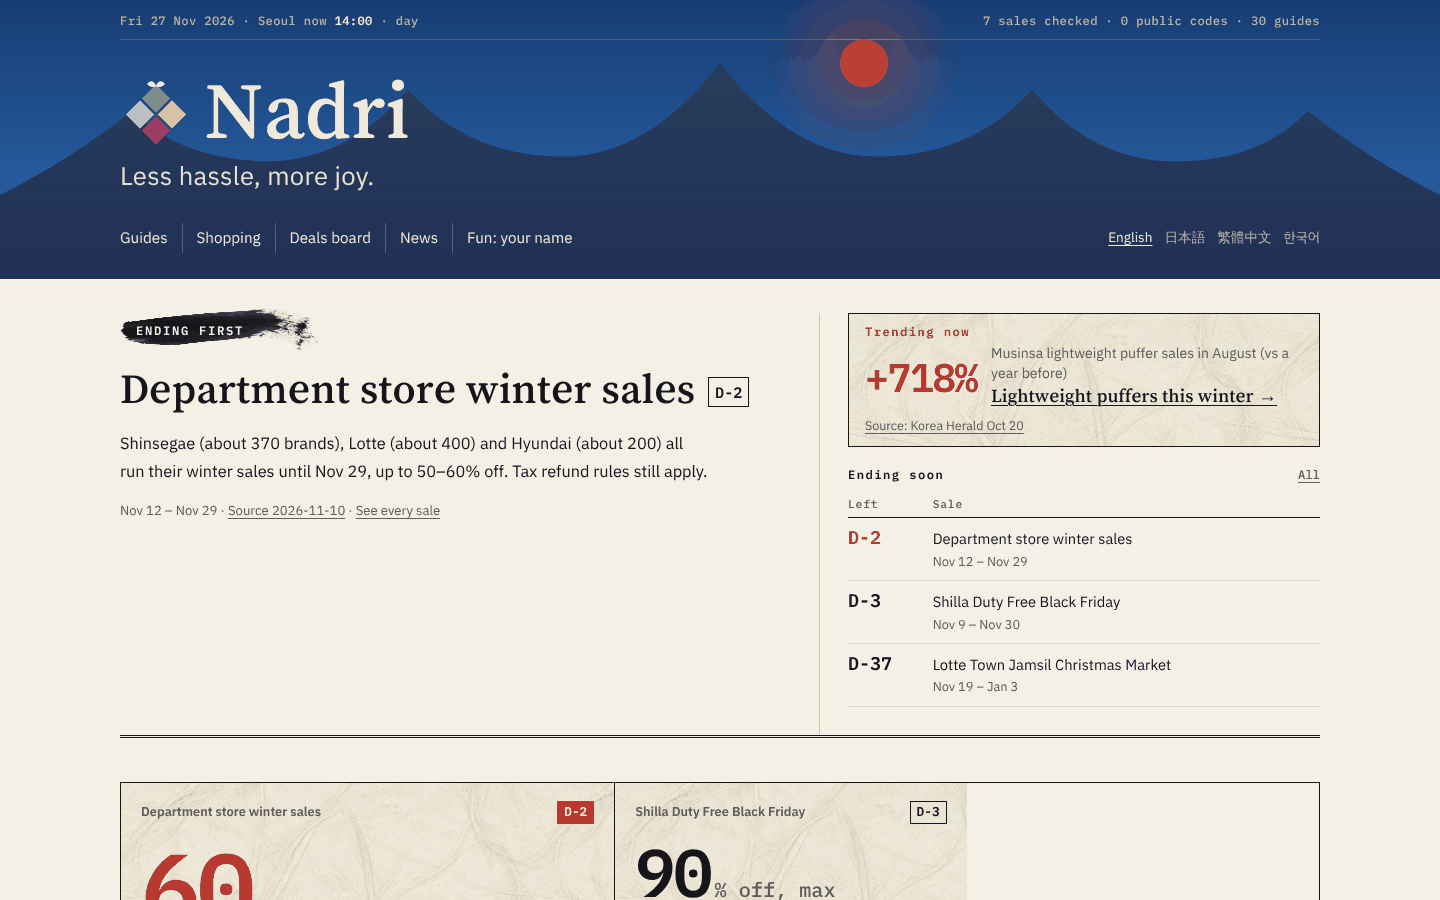 Fri 27 Nov 2026 · Seoul now 14:00 · day
7 sales checked · 0 public codes · 30 guides
Nadri
Less hassle, more joy.
Guides
Shopping
Deals board
News
Fun: your name
English
日本語
繁體中文
한국어
ENDING FIRST
Department store winter sales D-2
Shinsegae (about 370 brands), Lotte (about 400) and Hyundai (about 200) all
run their winter sales until Nov 29, up to 50–60% off. Tax refund rules still apply.
Nov 12 – Nov 29 · Source 2026-11-10 · See every sale
Trending now
+718%
Musinsa lightweight puffer sales in August (vs a
year before)
Lightweight puffers this winter →
Source: Korea Herald Oct 20
Ending soon
All
Left
Sale
D-2
Department store winter sales
Nov 12 – Nov 29
D-3
Shilla Duty Free Black Friday
Nov 9 – Nov 30
D-37
Lotte Town Jamsil Christmas Market
Nov 19 – Jan 3
Department store winter sales
D-2
60
Shilla Duty Free Black Friday
D-3
90% off, max